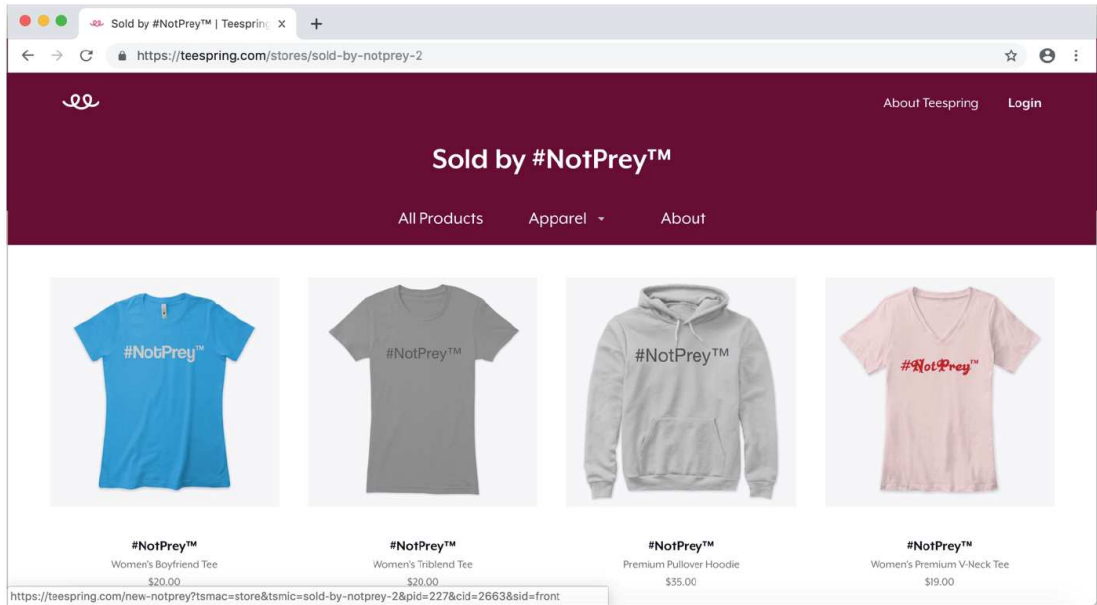 Sold by #NotPrey™ | Teespring
https://teespring.com/stores/sold-by-notprey-2
About Teespring Login
Sold by #NotPrey™
All Products Apparel About
#NotPrey™ #NotPrey™ #NotPrey™ #NotPrey™
#NotPrey™ #NotPrey™ #NotPrey™ #NotPrey™
Women's Boyfriend Tee Women's Triblend Tee Premium Pullover Hoodie Women's Premium V-Neck Tee
$20.00 $20.00 $35.00 $19.00
https://teespring.com/new-notprey?tsmac=store&tsmic=sold-by-notprey-2&pid=227&cid=2663&sid=front